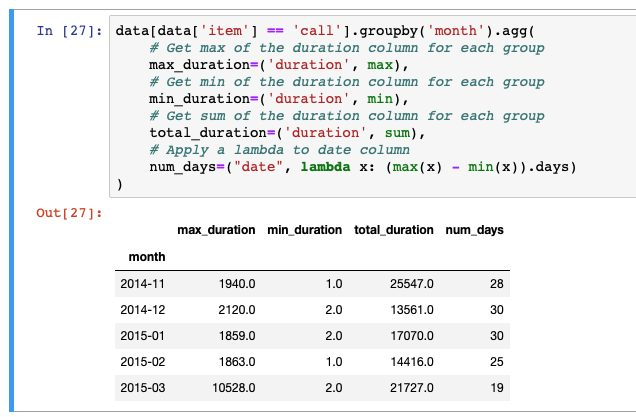 In [27]: data[data['item'] == 'call'].groupby('month').agg(
    # Get max of the duration column for each group
    max_duration=('duration', max),
    # Get min of the duration column for each group
    min_duration=('duration', min),
    # Get sum of the duration column for each group
    total_duration=('duration', sum),
    # Apply a lambda to date column
    num_days=("date", lambda x: (max(x) - min(x)).days)
)
Out[27]:
max_duration min_duration total_duration num_days
month
2014-11 1940.0 1.0 25547.0 28
2014-12 2120.0 2.0 13561.0 30
2015-01 1859.0 2.0 17070.0 30
2015-02 1863.0 1.0 14416.0 25
2015-03 10528.0 2.0 21727.0 19